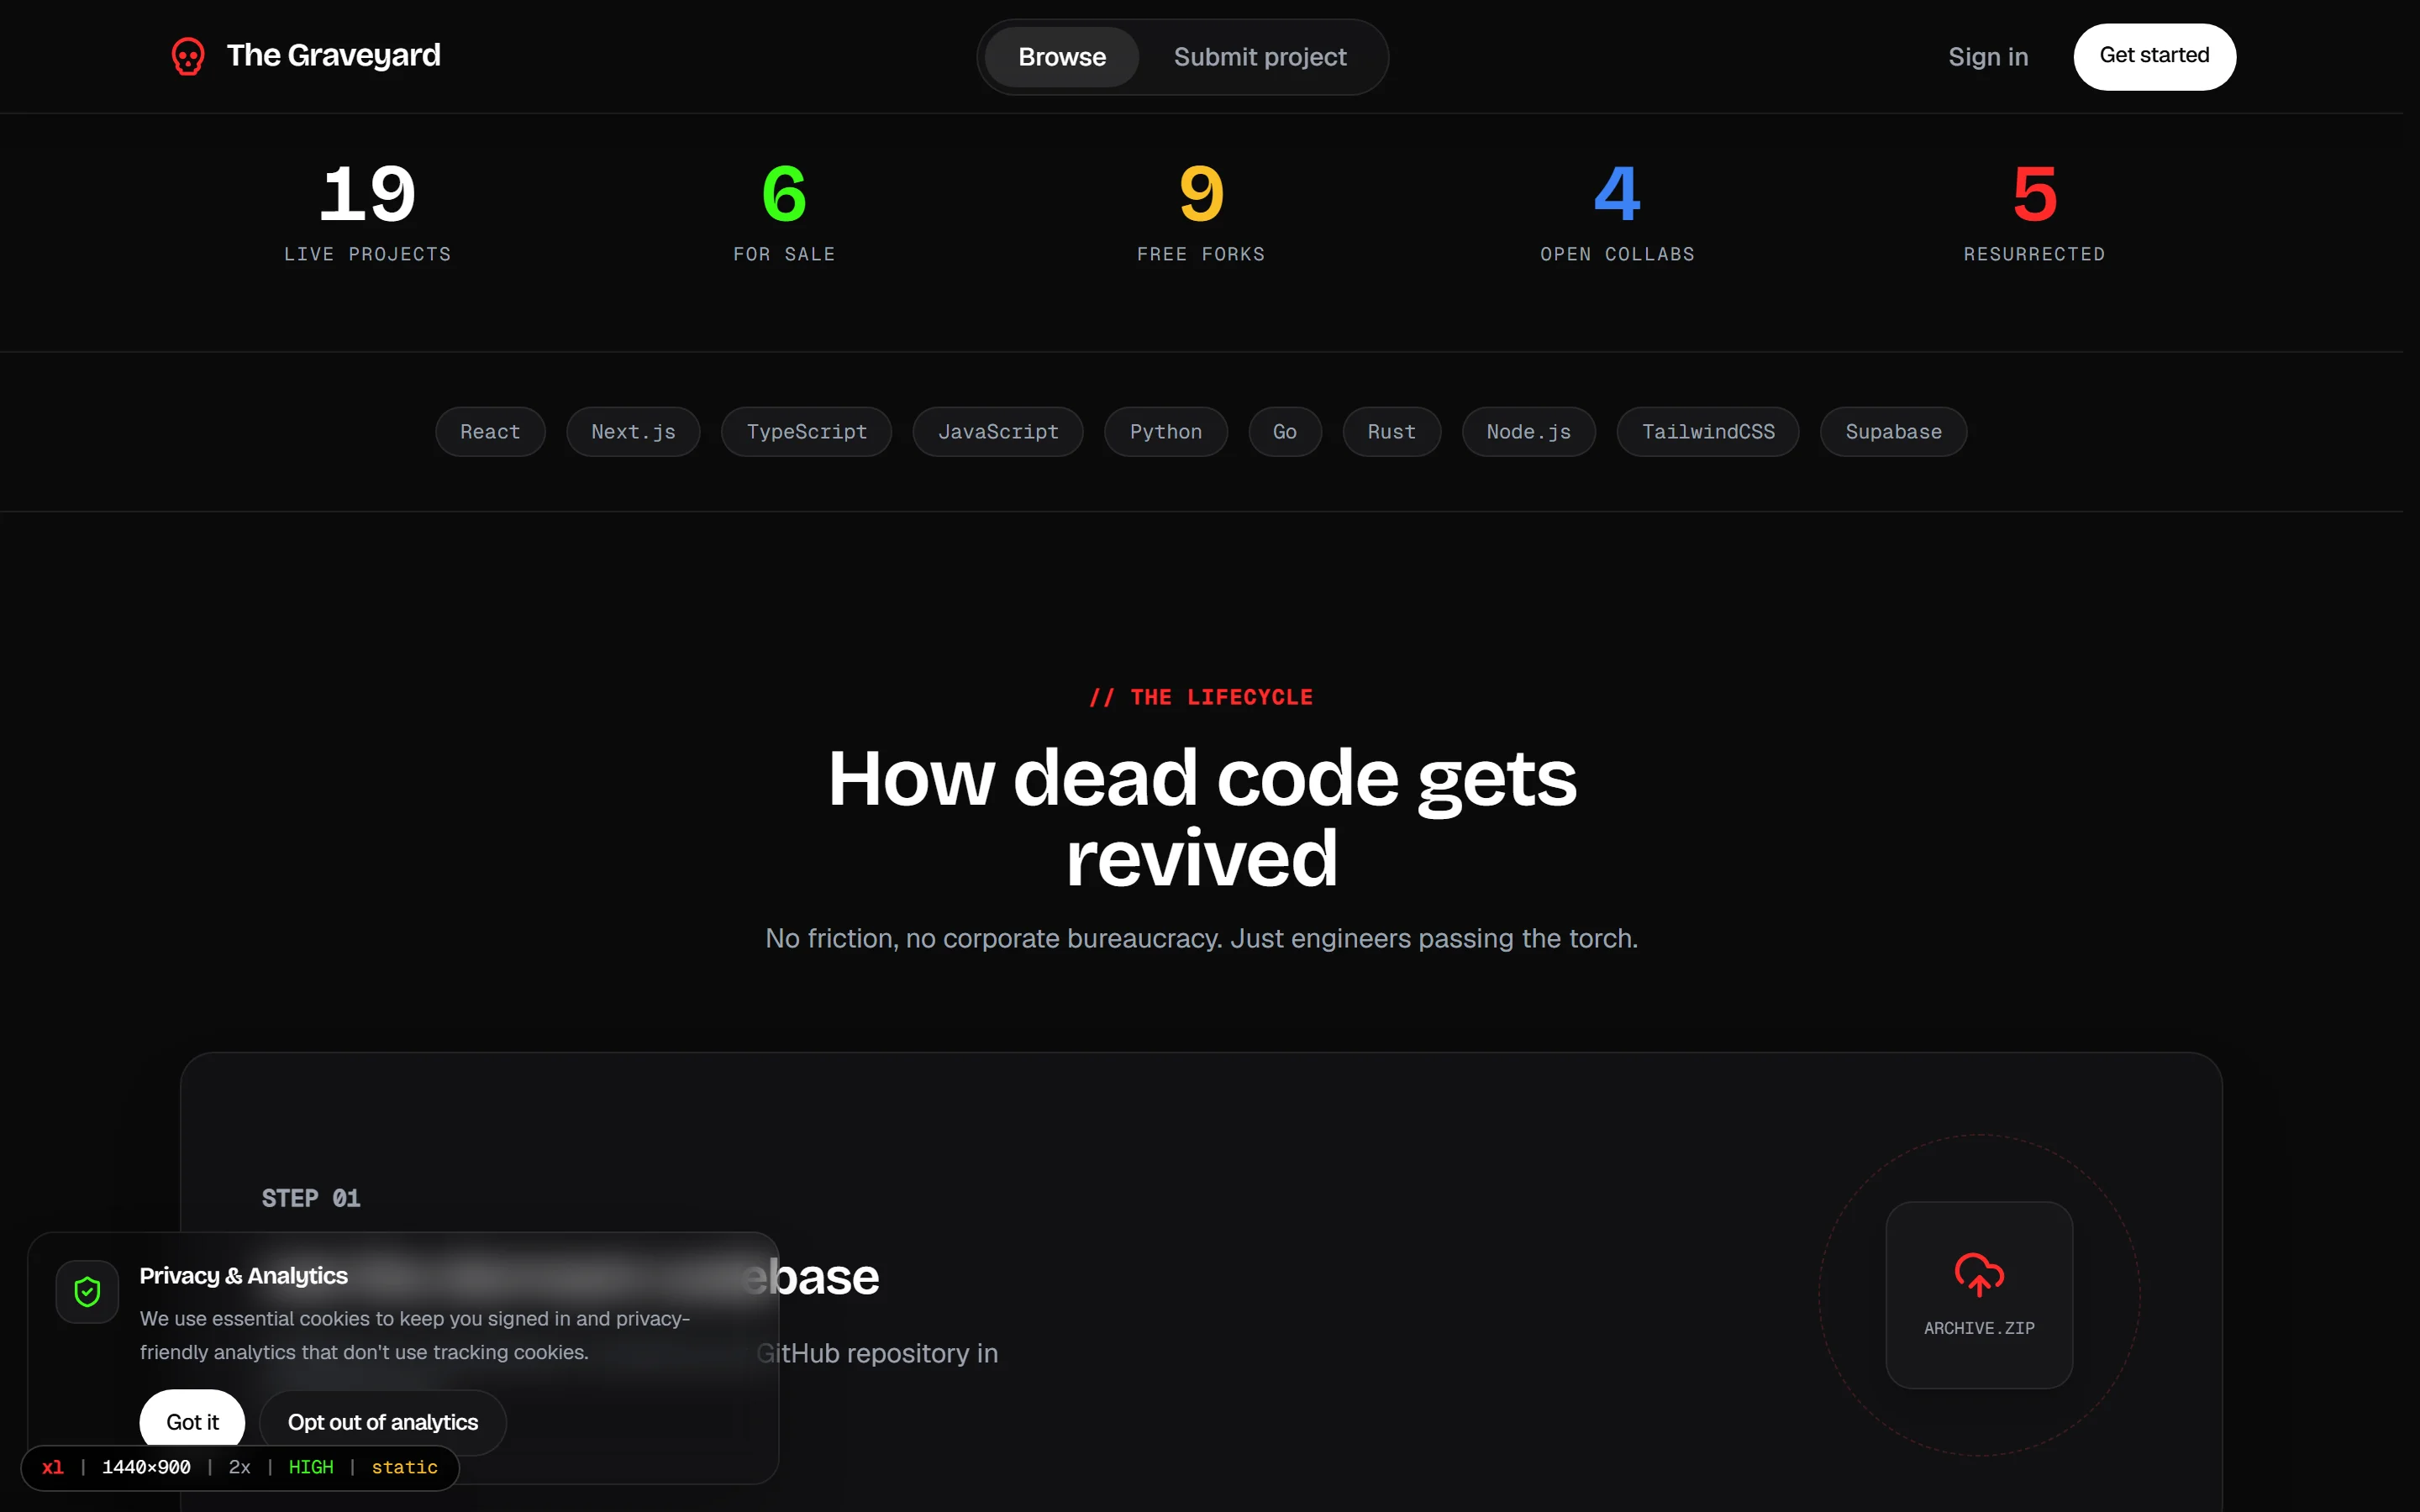 The Graveyard
Browse
Submit project
Sign in
Get started
19
LIVE PROJECTS
6
FOR SALE
9
FREE FORKS
4
OPEN COLLABS
5
RESURRECTED
React
Next.js
TypeScript
JavaScript
Python
Go
Rust
Node.js
TailwindCSS
Supabase
// THE LIFECYCLE
How dead code gets
revived
No friction, no corporate bureaucracy. Just engineers passing the torch.
STEP 01
ebase
GitHub repository in
ARCHIVE.ZIP
Privacy & Analytics
We use essential cookies to keep you signed in and privacy-
friendly analytics that don't use tracking cookies.
Got it
Opt out of analytics
xl | 1440×900 | 2x | HIGH | static